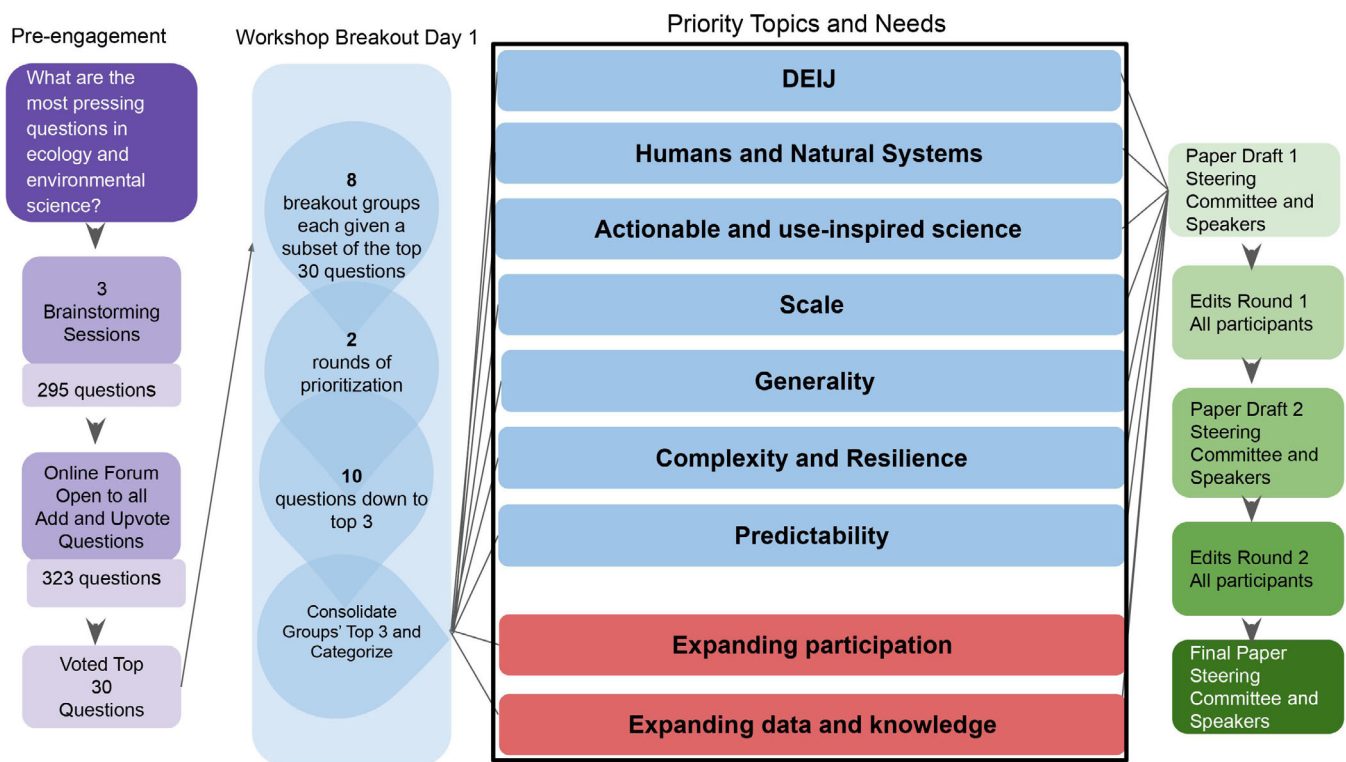 Pre-engagement
What are the
most pressing
questions in
ecology and
environmental
science?
3
Brainstorming
Sessions
295 questions
Online Forum
Open to all
Add and Upvote
Questions
323 questions
Voted Top
30
Questions
Workshop Breakout Day 1
8
breakout groups
each given a
subset of the top
30 questions
2
rounds of
prioritization
10
questions down to
top 3
Consolidate
Groups' Top 3 and
Categorize
Priority Topics and Needs
DEIJ
Humans and Natural Systems
Actionable and use-inspired science
Scale
Generality
Complexity and Resilience
Predictability
Expanding participation
Expanding data and knowledge
Paper Draft 1
Steering
Committee and
Speakers
Edits Round 1
All participants
Paper Draft 2
Steering
Committee and
Speakers
Edits Round 2
All participants
Final Paper
Steering
Committee and
Speakers